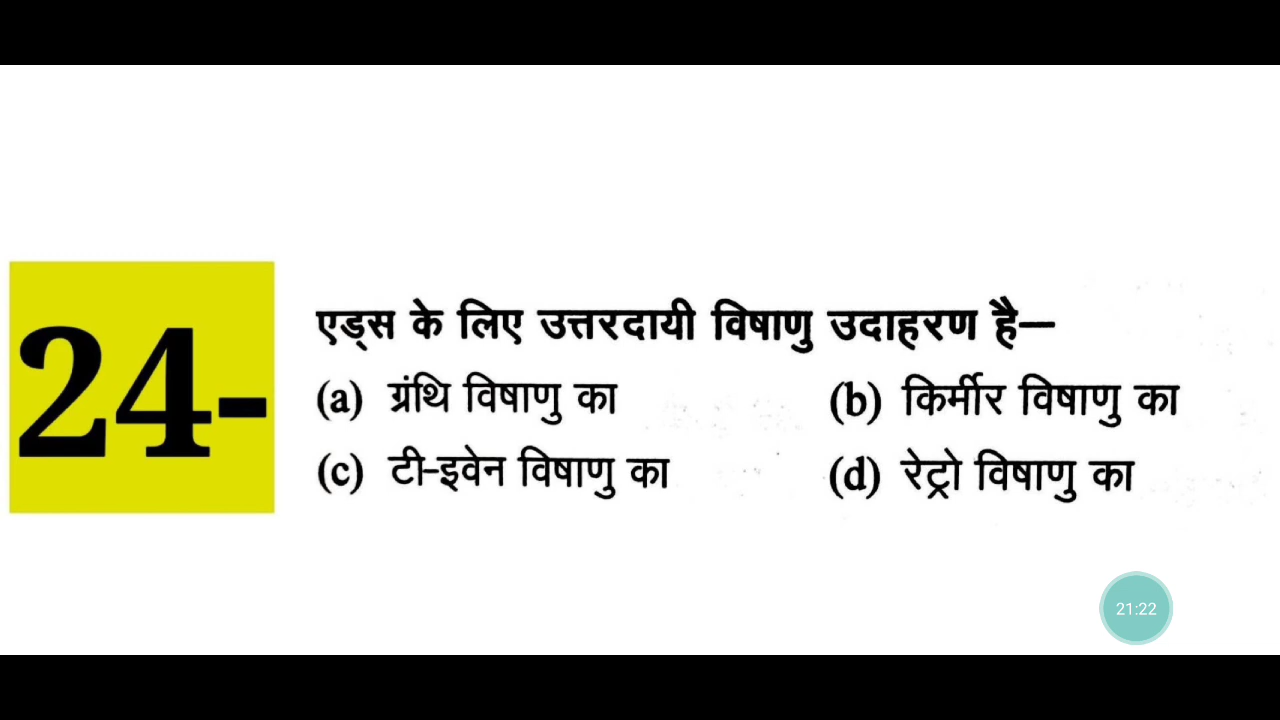 24-
एड्स के लिए उत्तरदायी विषाणु उदाहरण है—
(a) ग्रंथि विषाणु का (b) किर्मीर विषाणु का
(c) टी-इवेन विषाणु का (d) रेट्रो विषाणु का
21:22